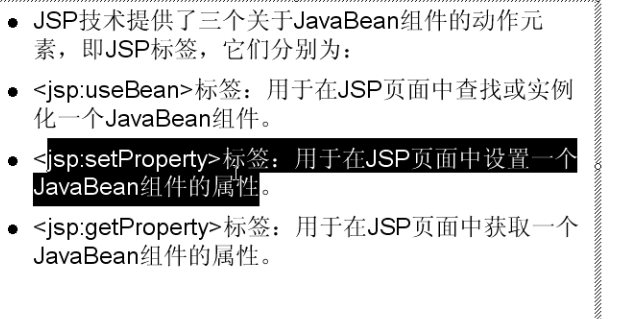 ● JSP技术提供了三个关于JavaBean组件的动作元
素，即JSP标签，它们分别为：
● <jsp:useBean>标签：用于在JSP页面中查找或实例
化一个JavaBean组件。
● <jsp:setProperty>标签：用于在JSP页面中设置一个
JavaBean组件的属性。
● <jsp:getProperty>标签：用于在JSP页面中获取一个
JavaBean组件的属性。